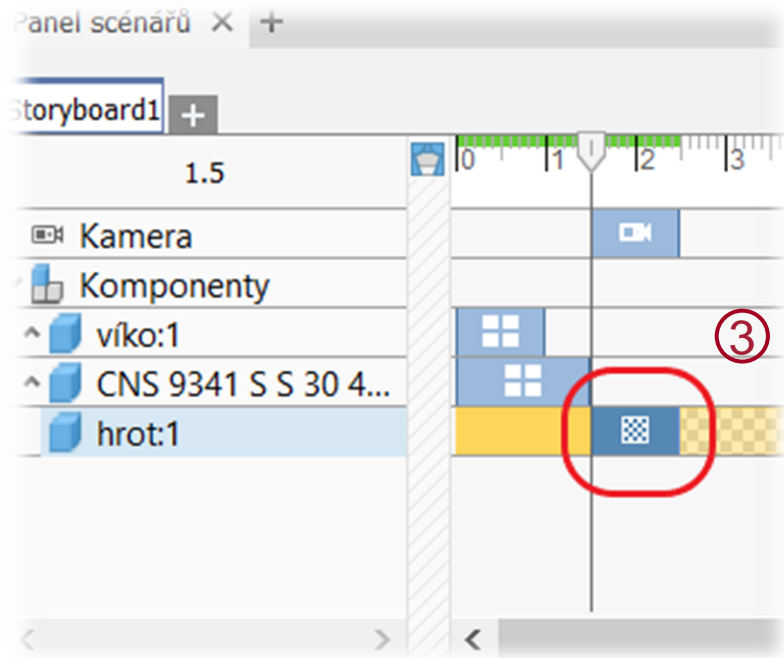 Panel scénářů
Storyboard1
1.5
0 1 2 3
Kamera
Komponenty
víko:1
3
CNS 9341 S S 30 4...
hrot:1